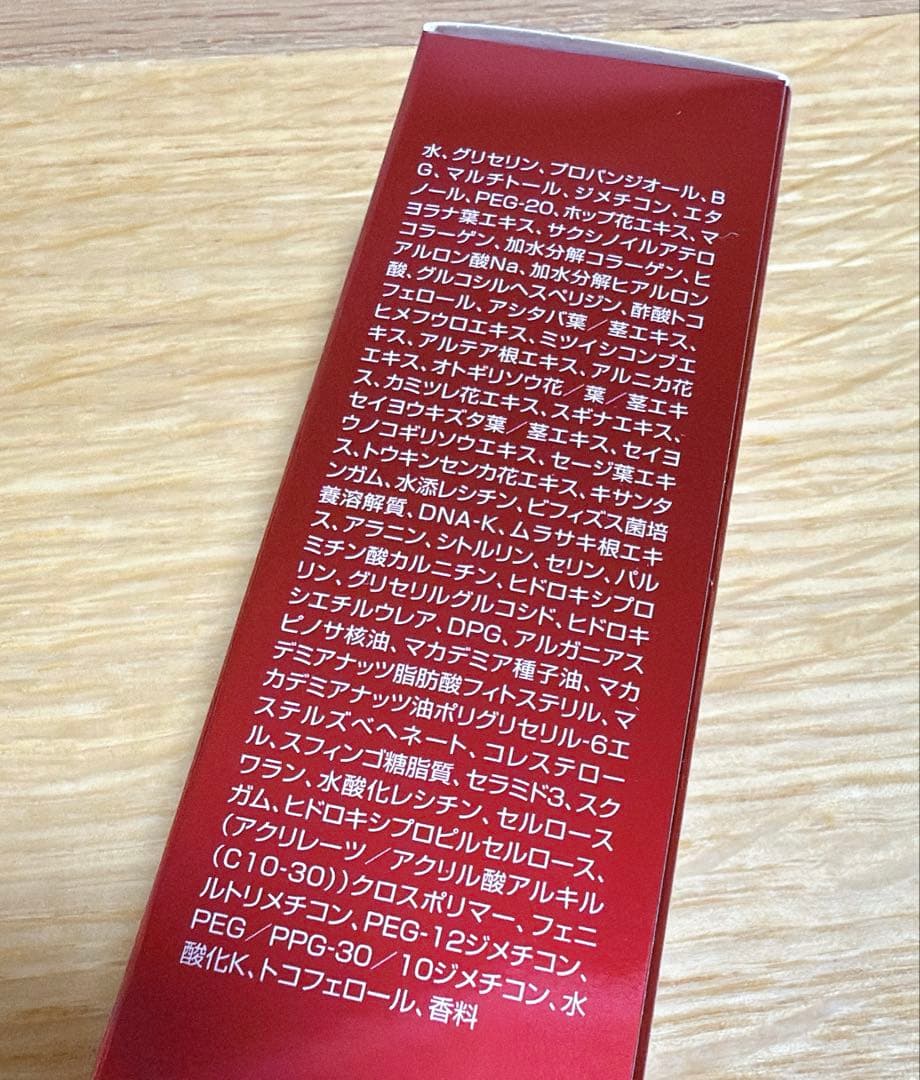 水、グリセリン、プロパンジオール、B
G、マルチトール、ジメチコン、エタ
ノール、PEG-20、ホップ花エキス、マ
ヨラナ葉エキス、サクシノイルアテロ
コラーゲン、加水分解コラーゲン、ヒ
アルロン酸Na、加水分解ヒアルロン
酸、グルコシルヘスペリジン、酢酸トコ
フェロール、アシタバ葉／茎エキス、
ヒメフウロエキス、ミツイシコンブエ
キス、アルテア根エキス、アルニカ花
エキス、オトギリソウ花／葉／茎エキ
ス、カミツレ花エキス、スギナエキス、
セイヨウキズタ葉／茎エキス、セイヨ
ウノコギリソウエキス、セージ葉エキ
ス、トウキンセンカ花エキス、キサンタ
ンガム、水添レシチン、ビフィズス菌培
養溶解質、DNA-K、ムラサキ根エキ
ス、アラニン、シトルリン、セリン、パル
ミチン酸カルニチン、ヒドロキシプロ
リン、グリセリルグルコシド、ヒドロキ
シエチルウレア、DPG、アルガニアス
ピノサ核油、マカデミア種子油、マカ
デミアナッツ脂肪酸フィトステリル、マ
カデミアナッツ油ポリグリセリル-6エ
ステルズベヘネート、コレステロー
ル、スフィンゴ糖脂質、セラミド3、スク
ワラン、水酸化レシチン、セルロース
ガム、ヒドロキシプロピルセルロース、
(アクリレーツ／アクリル酸アルキル
(C10-30))クロスポリマー、フェニ
ルトリメチコン、PEG-12ジメチコン、
PEG／PPG-30／10ジメチコン、水
酸化K、トコフェロール、香料